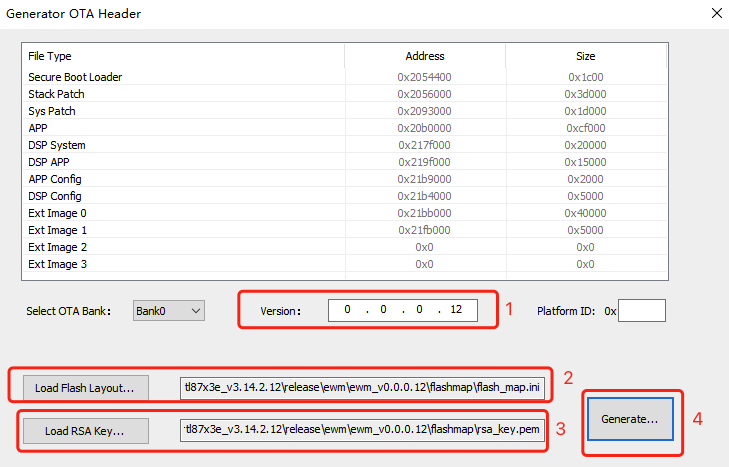 Generator OTA Header
File Type Address Size
Secure Boot Loader 0x2054400 0x1c00
Stack Patch 0x2056000 0x3d000
Sys Patch 0x2093000 0x1d000
APP 0x20b0000 0xcf000
DSP System 0x217f000 0x20000
DSP APP 0x219f000 0x15000
APP Config 0x21b9000 0x2000
DSP Config 0x21b4000 0x5000
Ext Image 0 0x21bb000 0x40000
Ext Image 1 0x21fb000 0x5000
Ext Image 2 0x0 0x0
Ext Image 3 0x0 0x0
Select OTA Bank: Bank0 Version: 0 . 0 . 0 . 12 1 Platform ID: 0x
Load Flash Layout... tl87x3e_v3.14.2.12\release\ewm\ewm_v0.0.0.12\flashmap\flash_map.ini 2
Load RSA Key... tl87x3e_v3.14.2.12\release\ewm\ewm_v0.0.0.12\flashmap\rsa_key.pem 3
Generate... 4